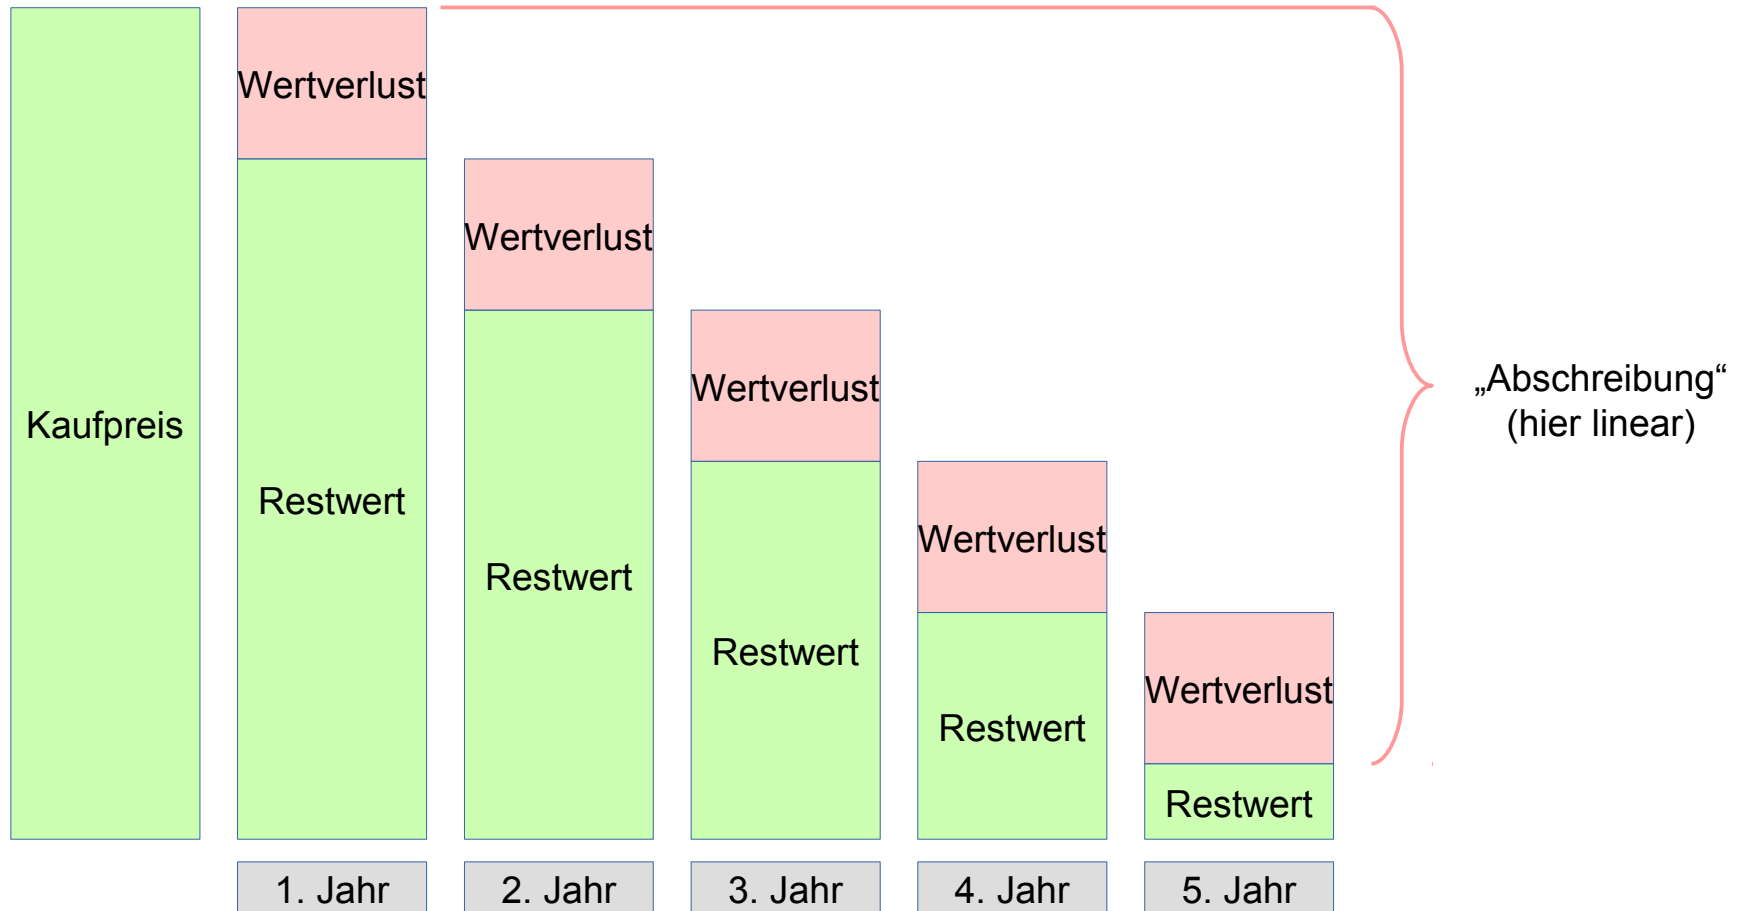 Wertverlust
Wertverlust
Wertverlust
Wertverlust
Wertverlust
Kaufpreis
Restwert
Restwert
Restwert
Restwert
Restwert
„Abschreibung“
(hier linear)
1. Jahr
2. Jahr
3. Jahr
4. Jahr
5. Jahr